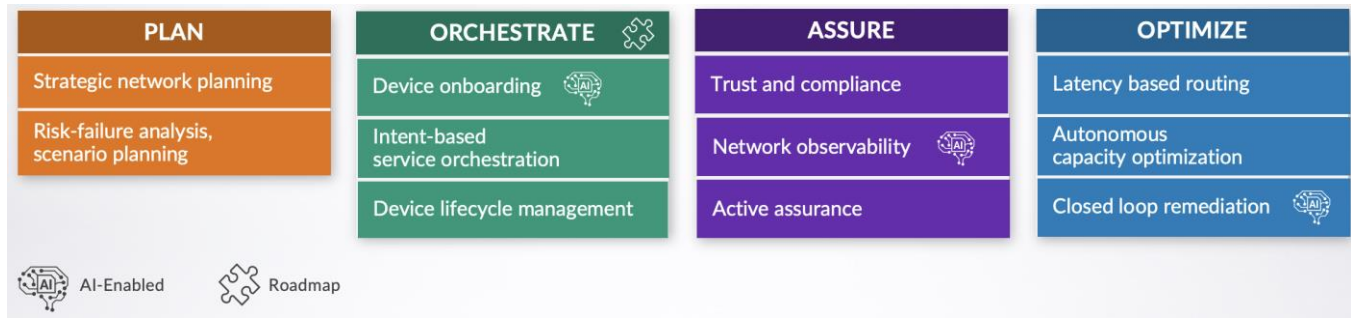 PLAN
Strategic network planning
Risk-failure analysis,
scenario planning
ORCHESTRATE
Device onboarding
AI
Intent-based
service orchestration
Device lifecycle management
ASSURE
Trust and compliance
Network observability
AI
Active assurance
OPTIMIZE
Latency based routing
Autonomous
capacity optimization
Closed loop remediation
AI
AI
AI-Enabled
Roadmap